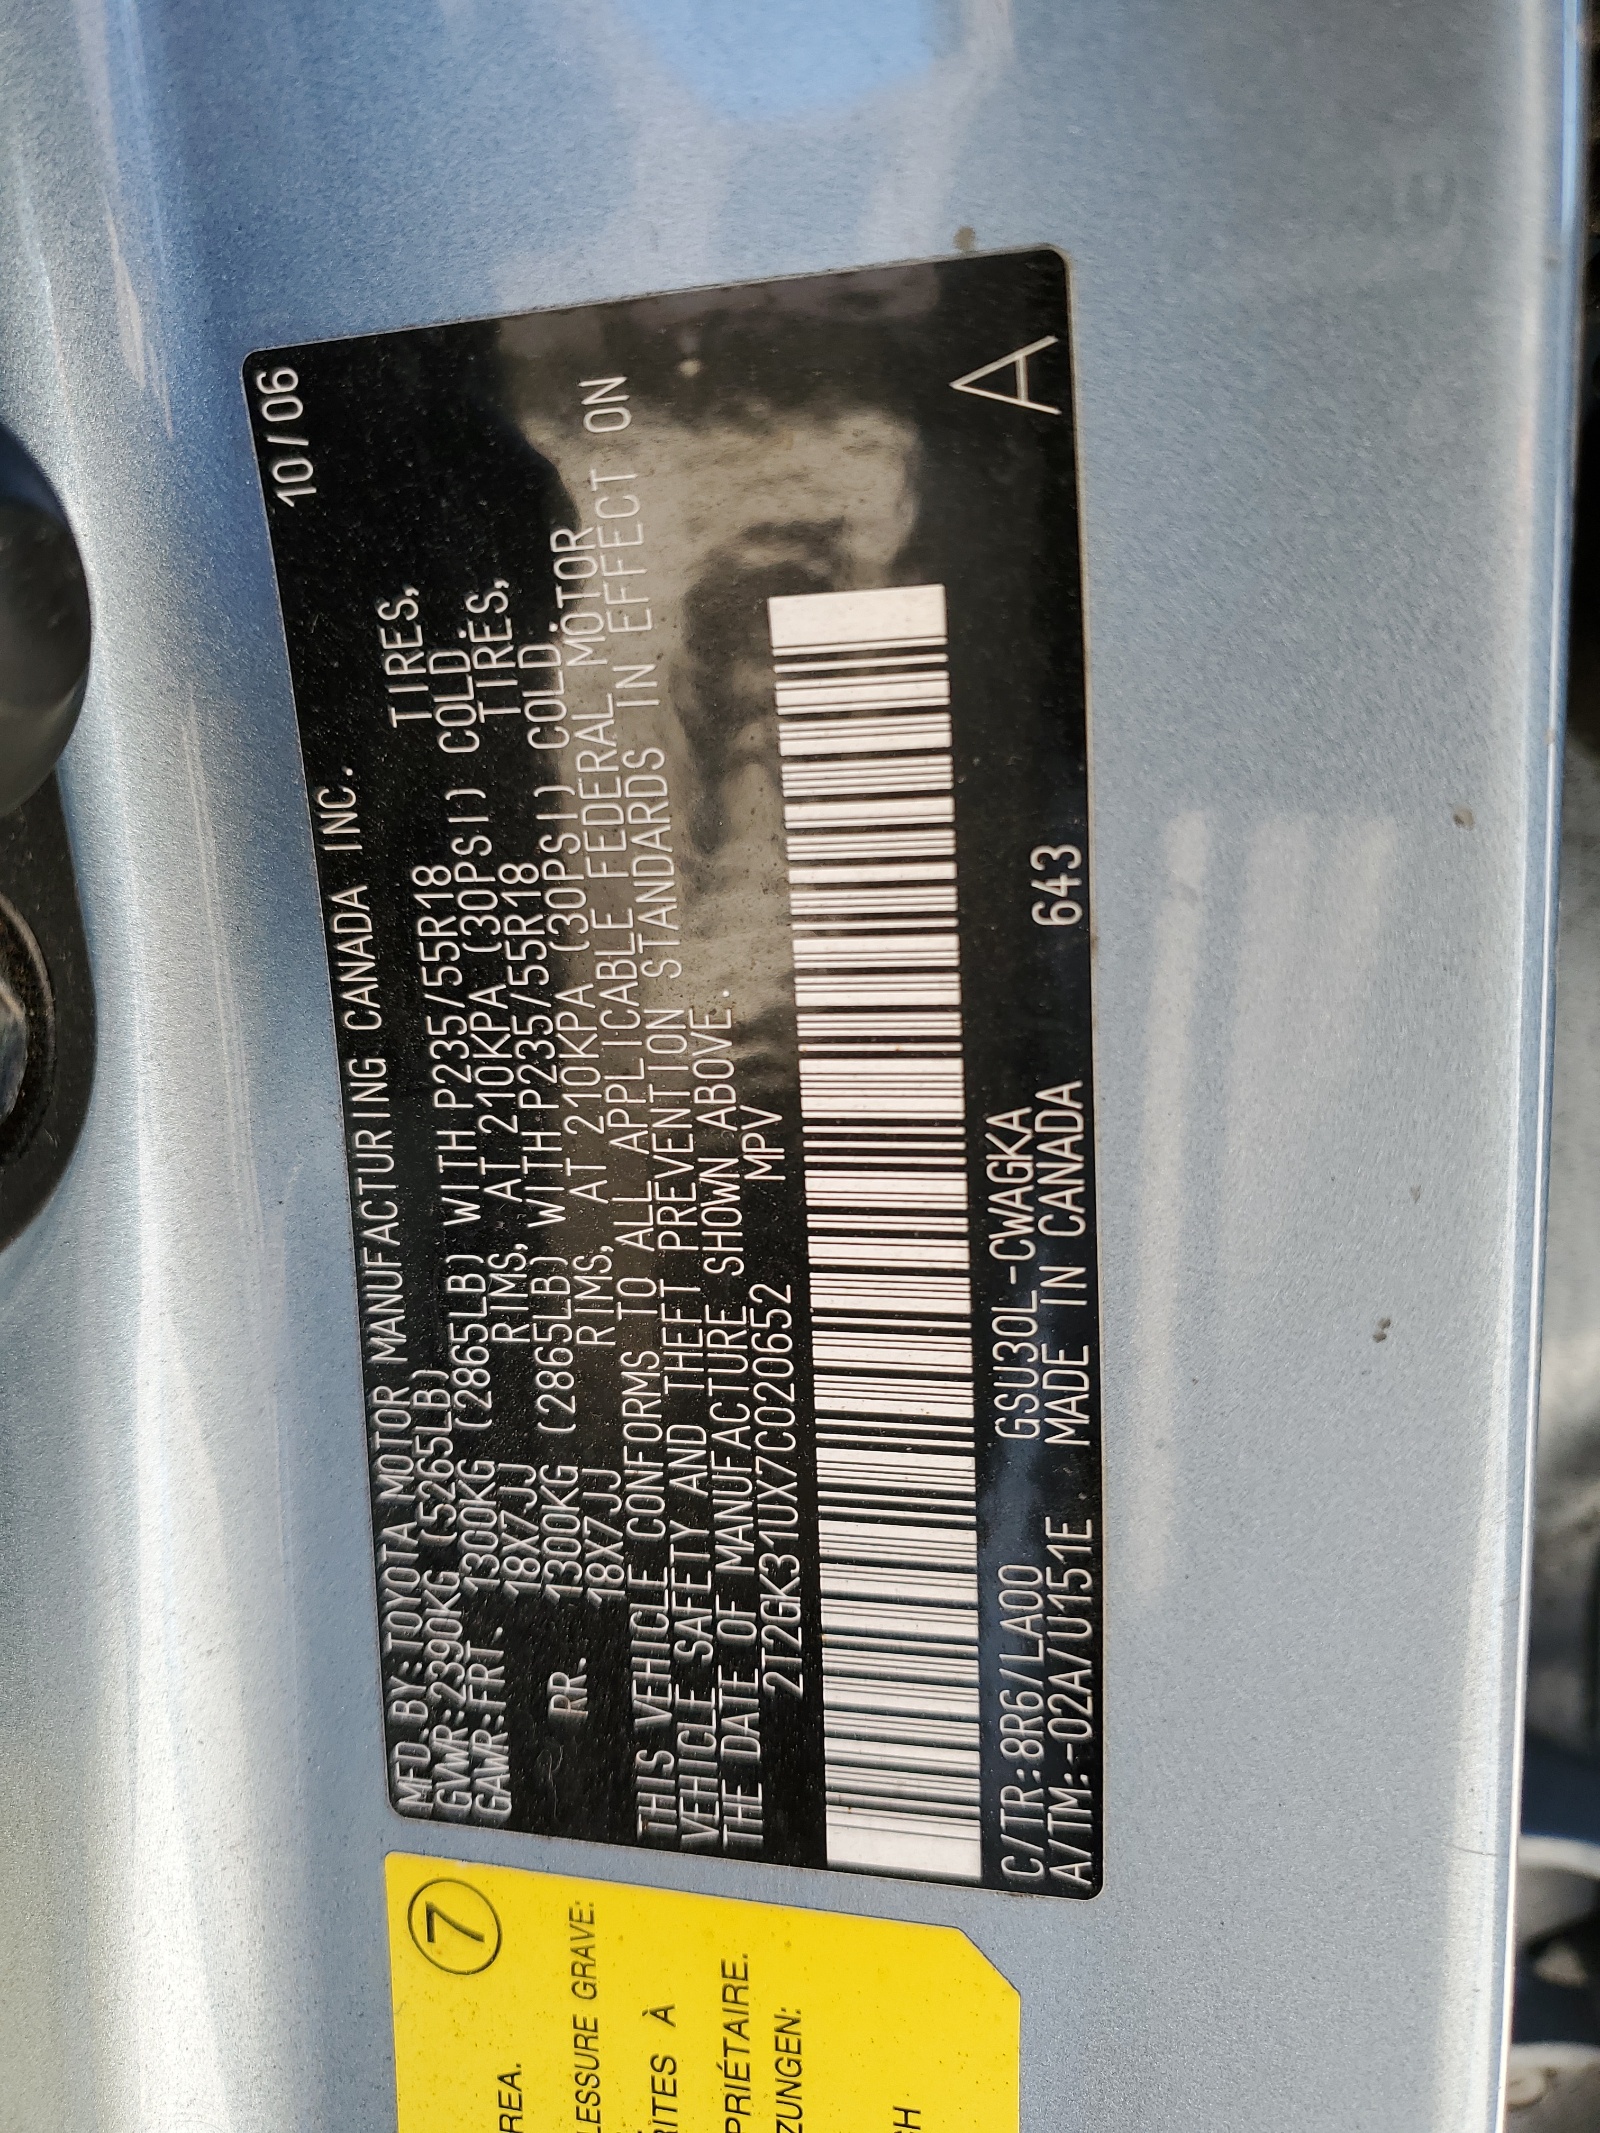 MFD BY:TOYOTA MOTOR MANUFACTURING CANADA INC. 10/06
GVWR:2390KG (5265LB)
GAWR:FRT. 1300KG (2865LB) WITH P235/55R18 TIRES,
18X7JJ RIMS, AT 210KPA (30PSI) COLD.
RR. 1300KG (2865LB) WITH P235/55R18 TIRES,
18X7JJ RIMS, AT 210KPA (30PSI) COLD.
THIS VEHICLE CONFORMS TO ALL APPLICABLE FEDERAL MOTOR
VEHICLE SAFETY AND THEFT PREVENTION STANDARDS IN EFFECT ON
THE DATE OF MANUFACTURE SHOWN ABOVE.
2T2GK31UX7C020652 MPV
C/TR:8R6/LA00 GSU30L-CWAGKA
A/TM:-02A/U151E MADE IN CANADA 643 A
7
REA.
LESSURE GRAVE:
RITES À
PRIÉTAIRE.
ZUNGEN:
CH